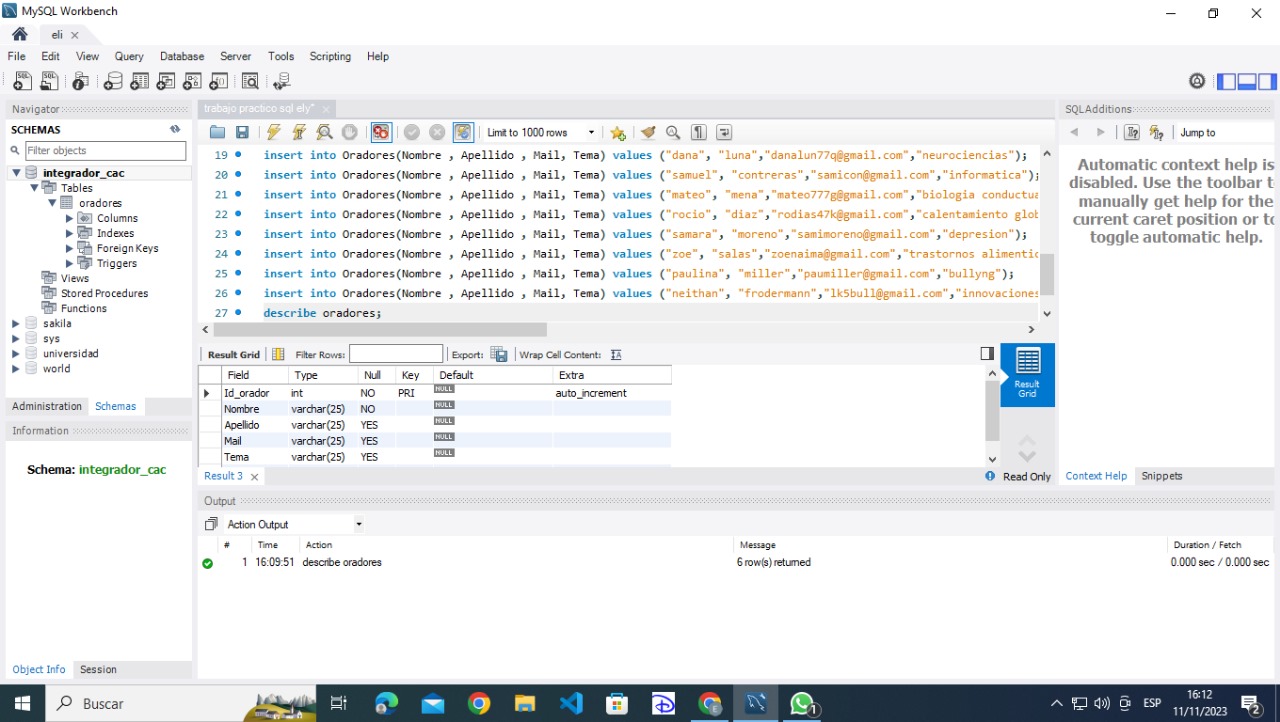 MySQL Workbench
eli
File Edit View Query Database Server Tools Scripting Help
Navigator
SCHEMAS
Filter objects
integrador_cac
Tables
oradores
Columns
Indexes
Foreign Keys
Triggers
Views
Stored Procedures
Functions
sakila
sys
universidad
world
Administration Schemas
Information
Schema: integrador_cac
Object Info Session
trabajo practico sql ely*
Limit to 1000 rows
19 insert into Oradores(Nombre , Apellido , Mail, Tema) values ("dana", "luna","danalun77q@gmail.com","neurociencias");
20 insert into Oradores(Nombre , Apellido , Mail, Tema) values ("samuel", "contreras","samicon@gmail.com","informatica");
21 insert into Oradores(Nombre , Apellido , Mail, Tema) values ("mateo", "mena","mateo777g@gmail.com","biologia conductua
22 insert into Oradores(Nombre , Apellido , Mail, Tema) values ("rocio", "diaz","rodias47k@gmail.com","calentamiento glob
23 insert into Oradores(Nombre , Apellido , Mail, Tema) values ("samara", "moreno","samimoreno@gmail.com","depresion");
24 insert into Oradores(Nombre , Apellido , Mail, Tema) values ("zoe", "salas","zoenaima@gmail.com","trastornos alimentic
25 insert into Oradores(Nombre , Apellido , Mail, Tema) values ("paulina", "miller","paumiller@gmail.com","bullyng");
26 insert into Oradores(Nombre , Apellido , Mail, Tema) values ("neithan", "frodermann","lk5bull@gmail.com","innovaciones
27 describe oradores;
Result Grid Filter Rows: Export: Wrap Cell Content:
Field Type Null Key Default Extra
Id_orador int NO PRI NULL auto_increment
Nombre varchar(25) NO NULL
Apellido varchar(25) YES NULL
Mail varchar(25) YES NULL
Tema varchar(25) YES NULL
Result Grid
Result 3 Read Only
Output
Action Output
# Time Action Message Duration / Fetch
1 16:09:51 describe oradores 6 row(s) returned 0.000 sec / 0.000 sec
SQLAdditions
Jump to
Automatic context help is
disabled. Use the toolbar t
manually get help for the
current caret position or to
toggle automatic help.
Context Help Snippets
Buscar
ESP
16:12
11/11/2023
1
2